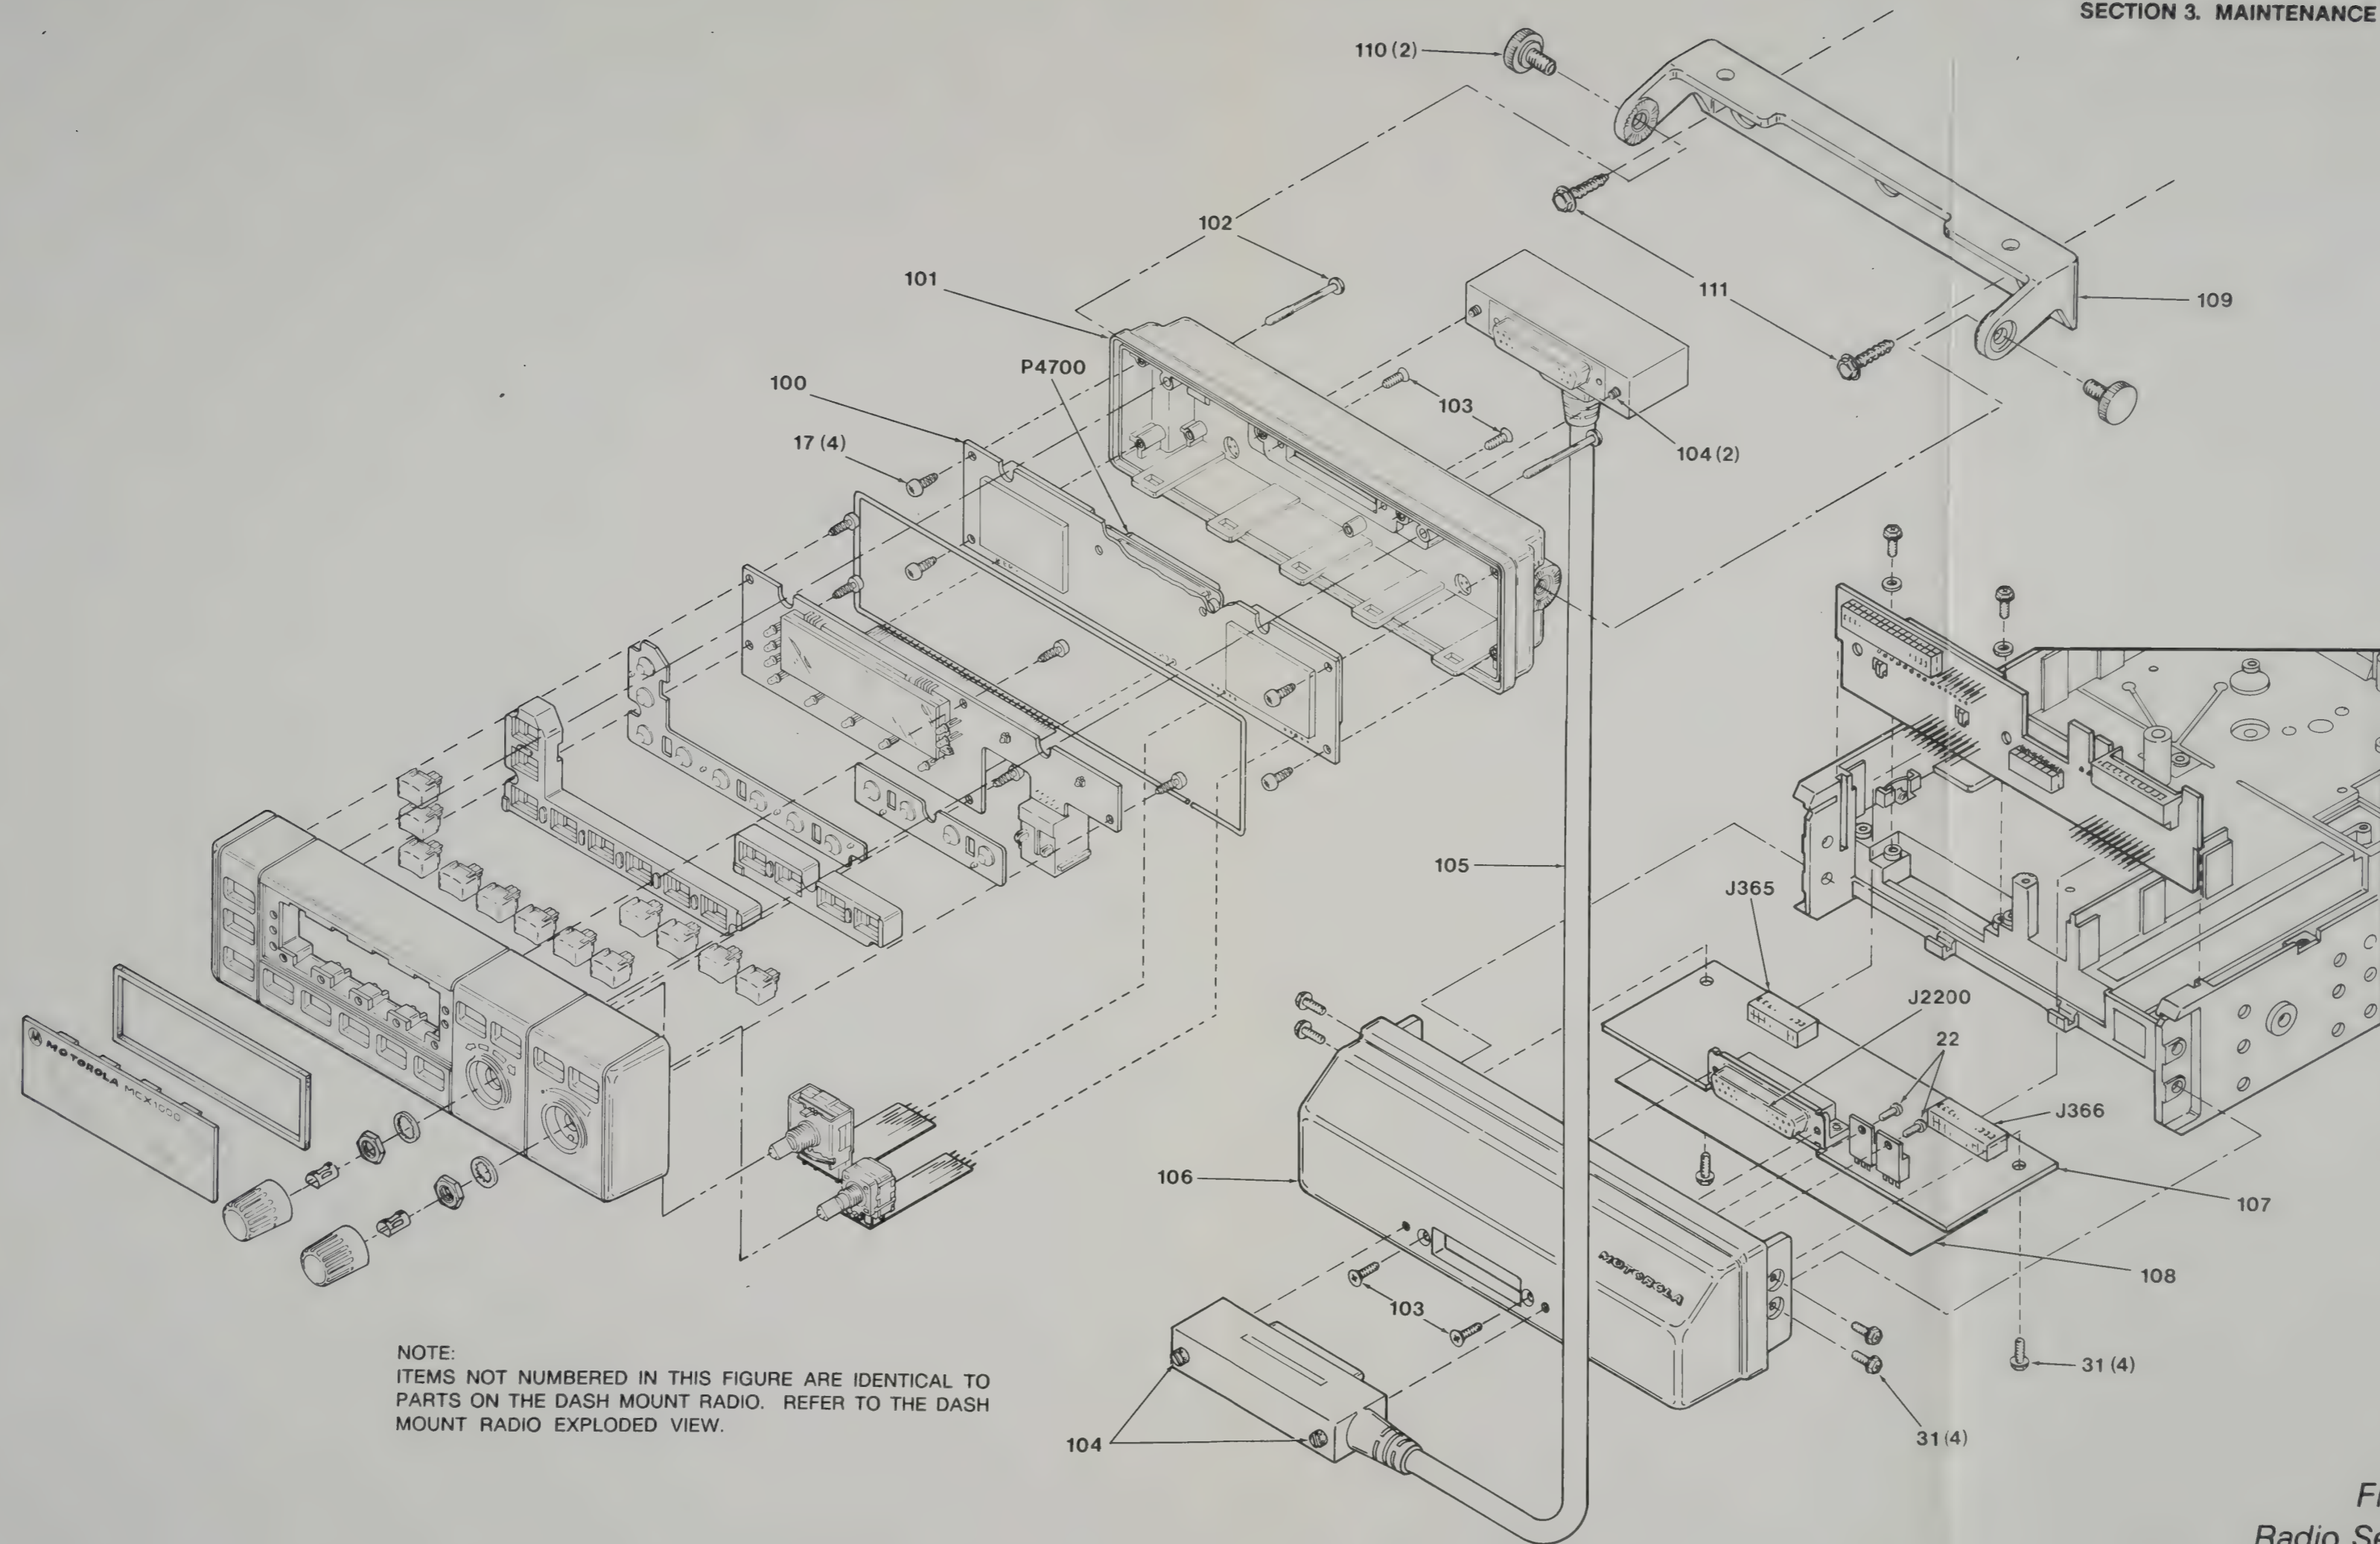 SECTION 3. MAINTENANCE
110 (2)
102
101
111
109
P4700
100
103
17 (4)
104 (2)
105
J365
J2200
22
J366
MOTOROLA MCX1000
106
107
MOTOROLA
108
103
NOTE:
ITEMS NOT NUMBERED IN THIS FIGURE ARE IDENTICAL TO
PARTS ON THE DASH MOUNT RADIO. REFER TO THE DASH
MOUNT RADIO EXPLODED VIEW.
31 (4)
104
31 (4)
Radio